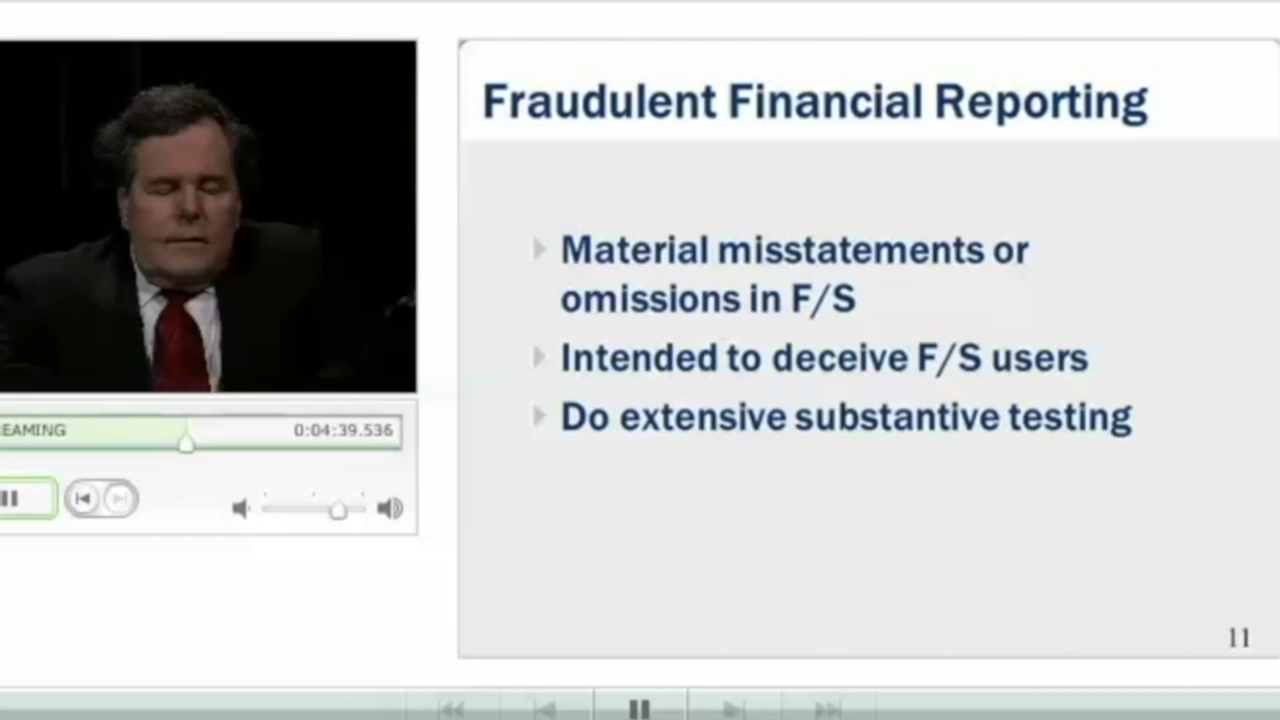 Fraudulent Financial Reporting
Material misstatements or
omissions in F/S
Intended to deceive F/S users
Do extensive substantive testing
EAMING
0:04:39.536
11